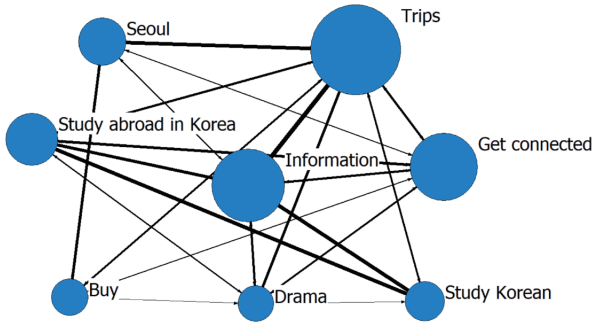 Trips
Seoul
Study abroad in Korea
Get connected
Information
Buy
Drama
Study Korean